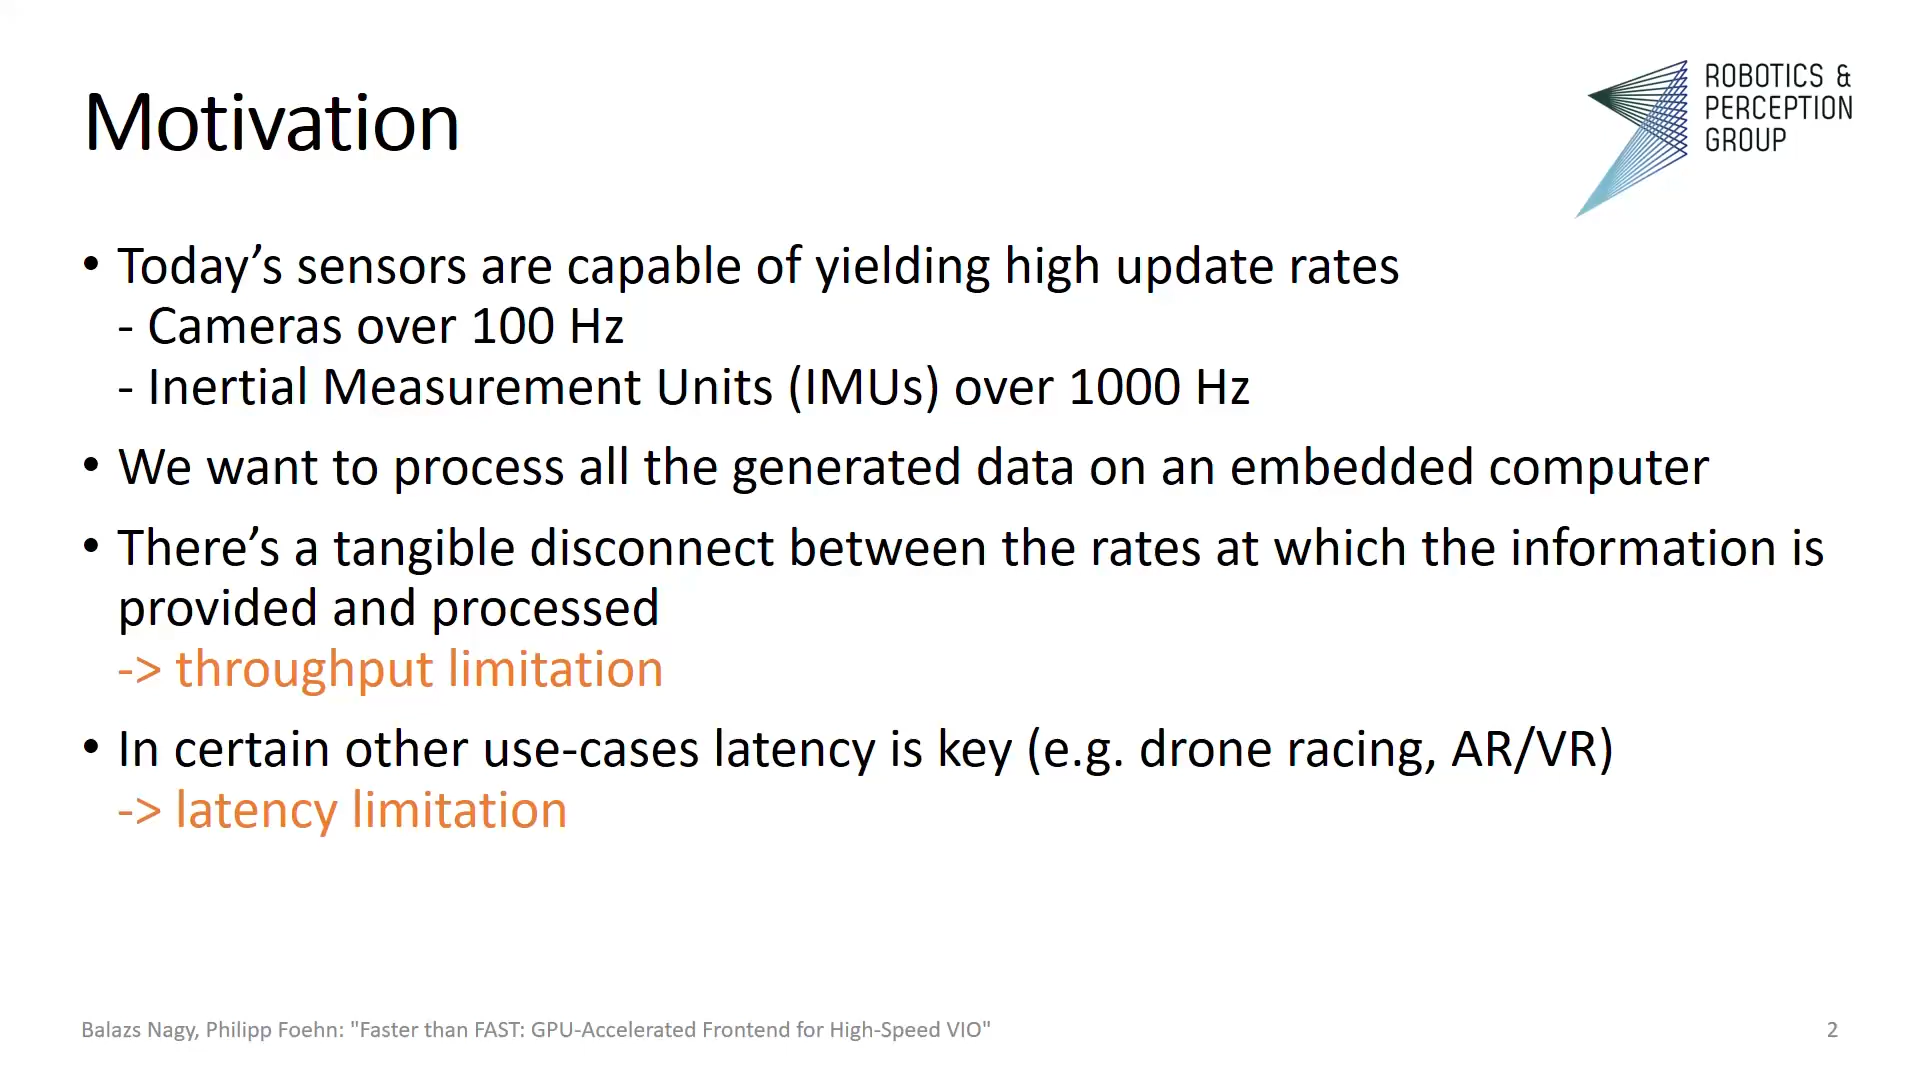 Motivation
ROBOTICS &
PERCEPTION
GROUP
• Today’s sensors are capable of yielding high update rates
- Cameras over 100 Hz
- Inertial Measurement Units (IMUs) over 1000 Hz
• We want to process all the generated data on an embedded computer
• There’s a tangible disconnect between the rates at which the information is
provided and processed
-> throughput limitation
• In certain other use-cases latency is key (e.g. drone racing, AR/VR)
-> latency limitation
Balazs Nagy, Philipp Foehn: "Faster than FAST: GPU-Accelerated Frontend for High-Speed VIO"
2